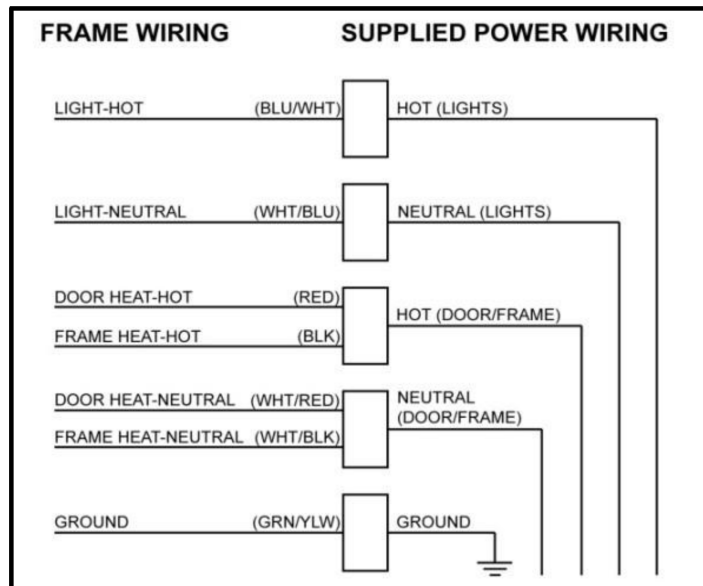 FRAME WIRING SUPPLIED POWER WIRING
LIGHT-HOT (BLU/WHT) HOT (LIGHTS)
LIGHT-NEUTRAL (WHT/BLU) NEUTRAL (LIGHTS)
DOOR HEAT-HOT (RED)
HOT (DOOR/FRAME)
FRAME HEAT-HOT (BLK)
DOOR HEAT-NEUTRAL (WHT/RED) NEUTRAL
(DOOR/FRAME)
FRAME HEAT-NEUTRAL (WHT/BLK)
GROUND (GRN/YLW) GROUND